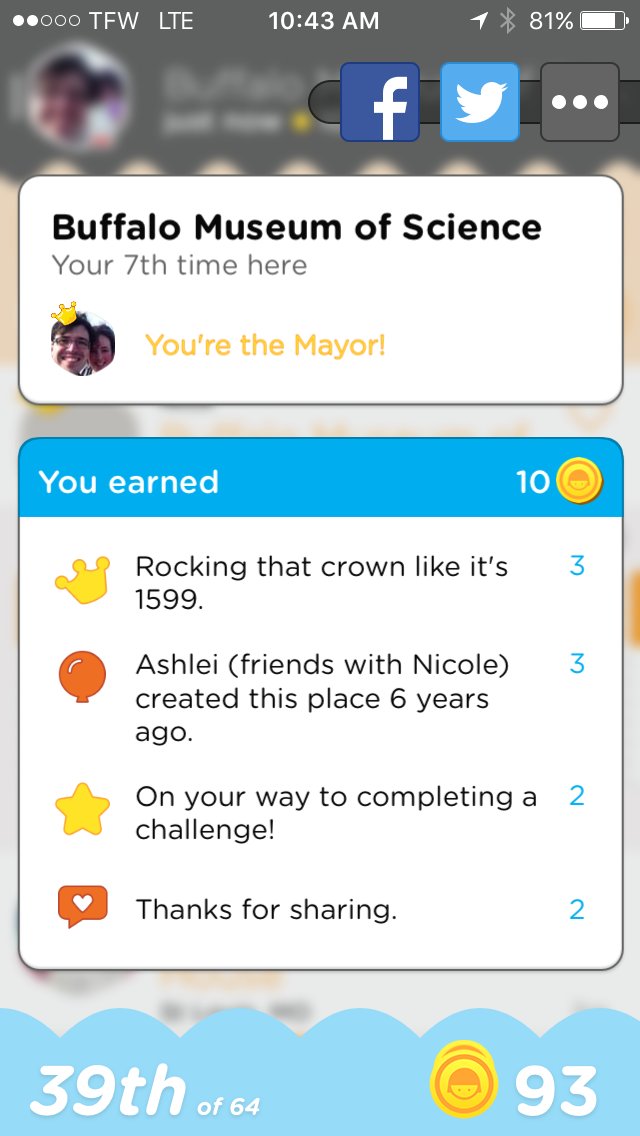 TFW LTE 10:43 AM 81%
just now
Buffalo Museum of Science
Your 7th time here
You're the Mayor!
You earned 10
Rocking that crown like it's 3
1599.
Ashlei (friends with Nicole) 3
created this place 6 years
ago.
On your way to completing a 2
challenge!
Thanks for sharing. 2
39th of 64 93